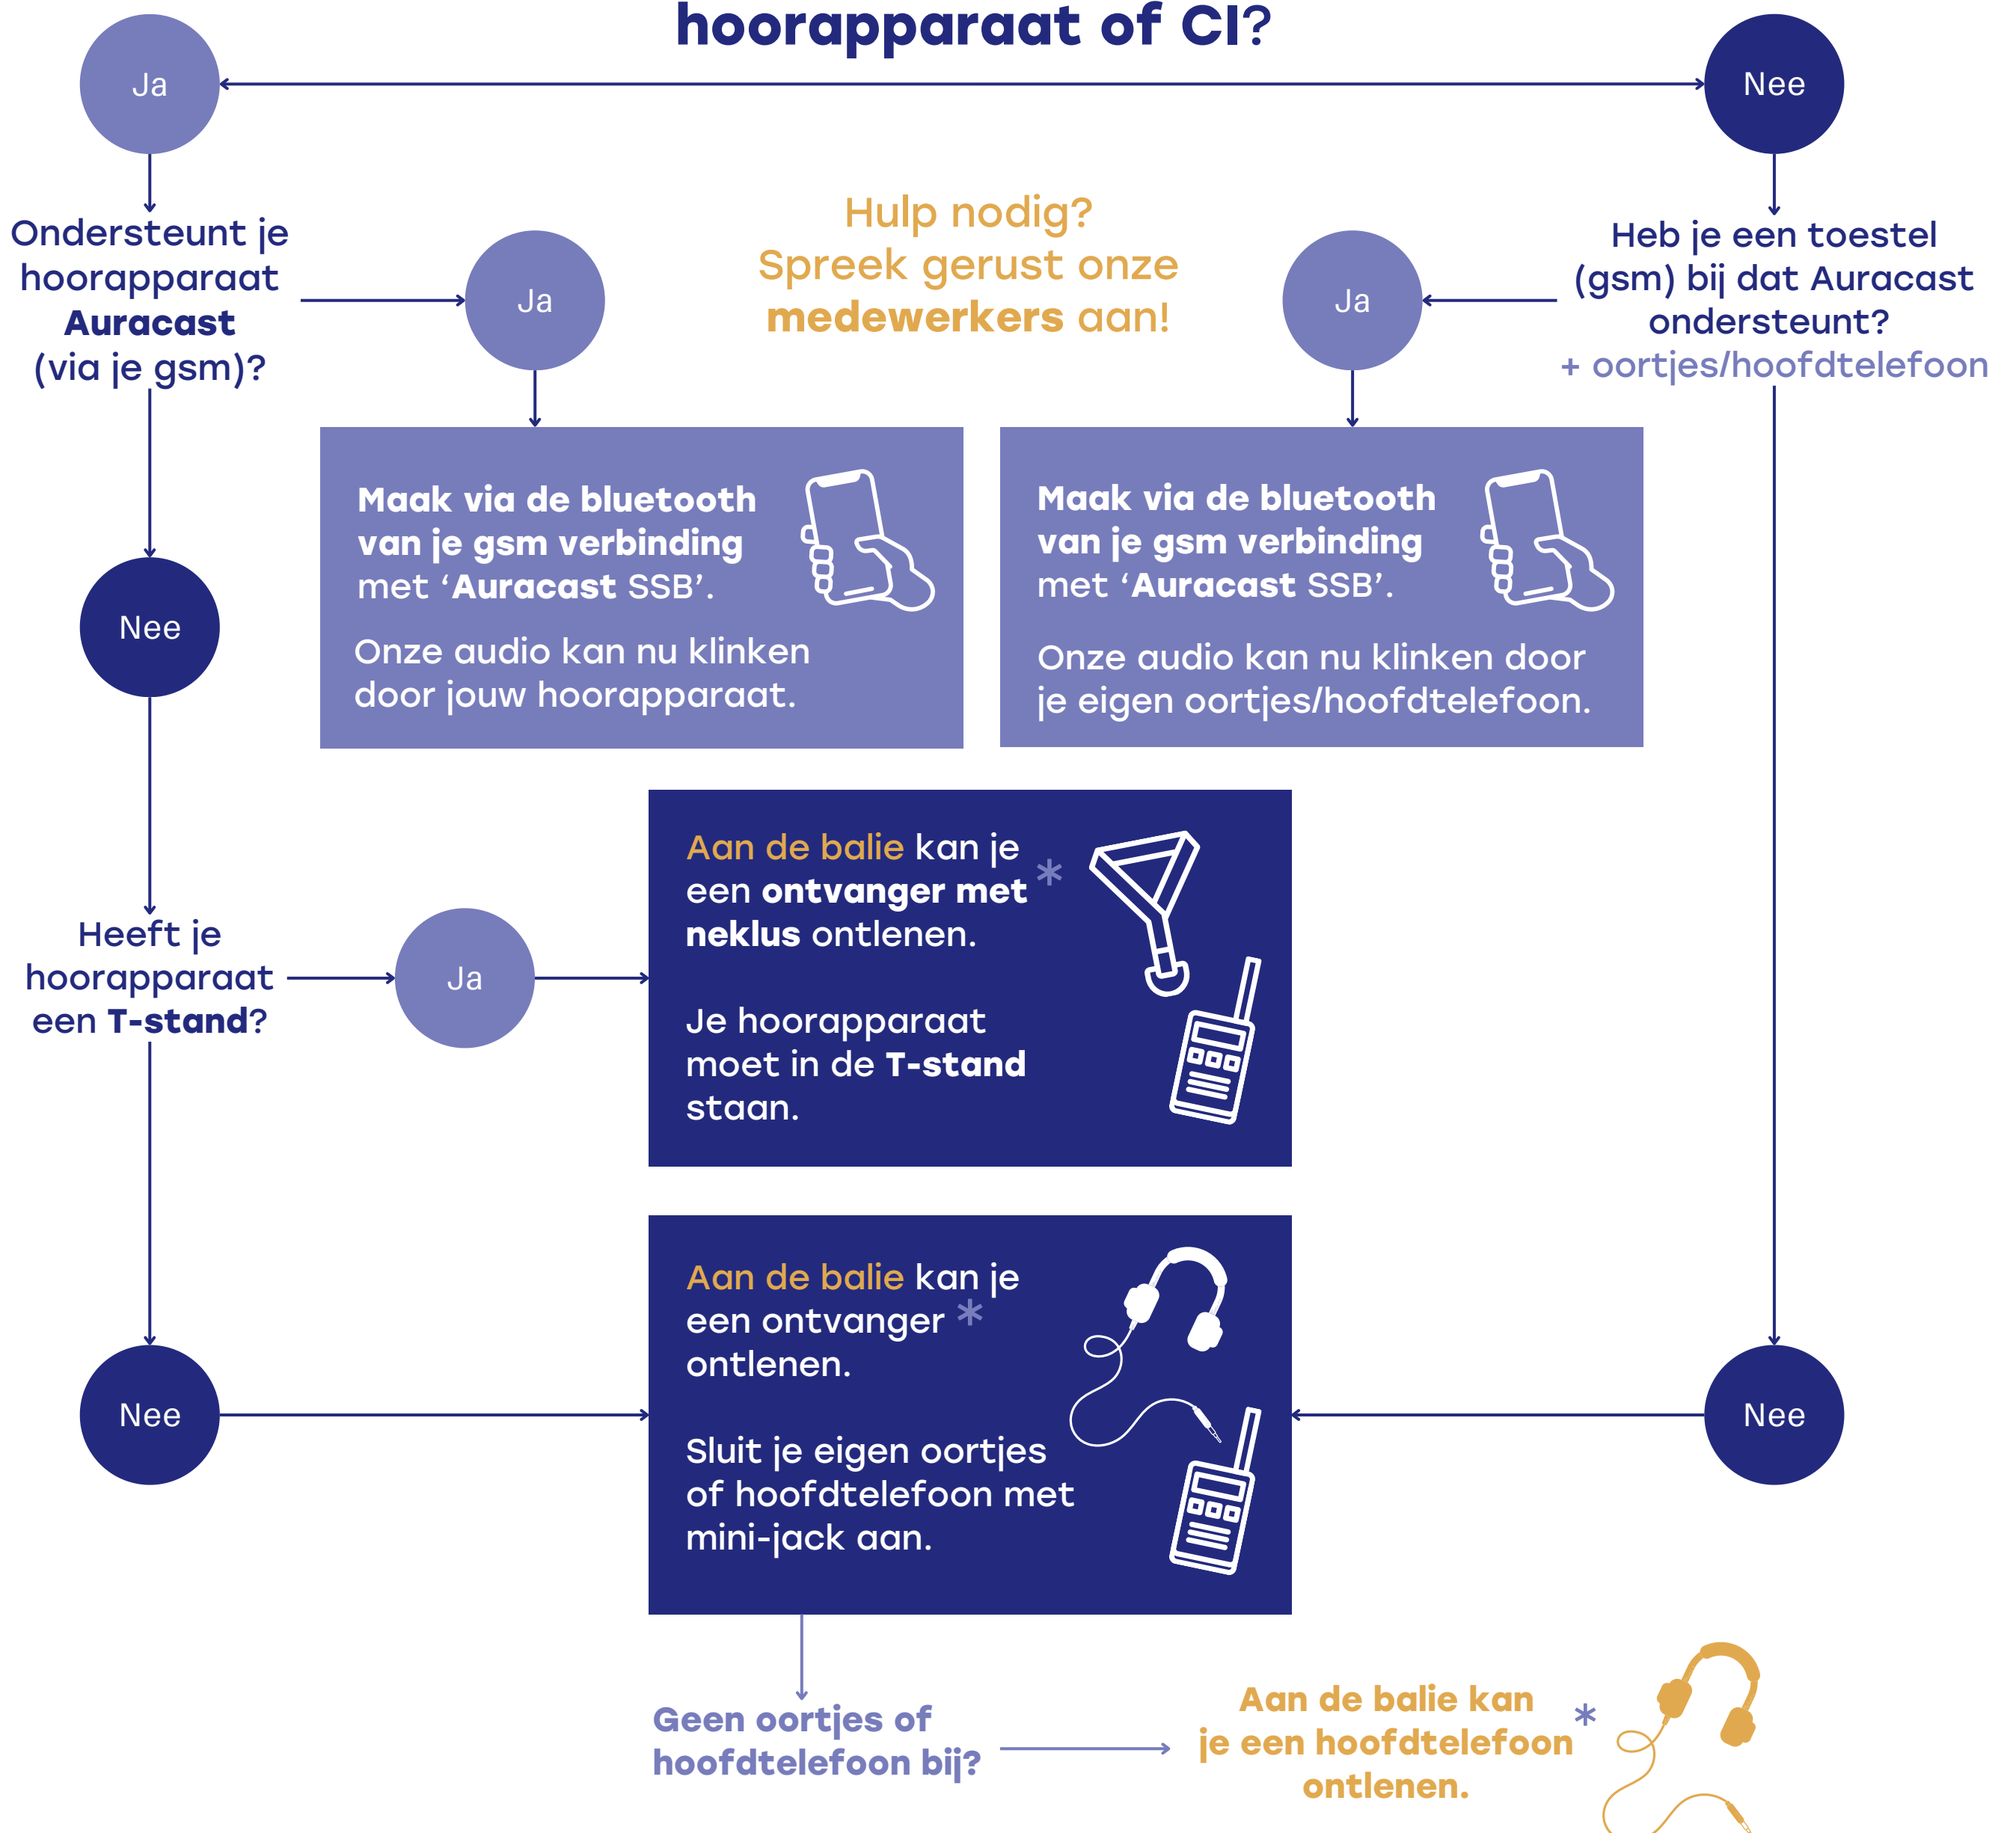 hoorapparaat of CI?
Ja
Nee
Ondersteunt je
hoorapparaat
Auracast
(via je gsm)?
Ja
Hulp nodig?
Spreek gerust onze
medewerkers aan!
Ja
Heb je een toestel
(gsm) bij dat Auracast
ondersteunt?
+ oortjes/hoofdtelefoon
Maak via de bluetooth
van je gsm verbinding
met ‘Auracast SSB’.
Onze audio kan nu klinken
door jouw hoorapparaat.
Maak via de bluetooth
van je gsm verbinding
met ‘Auracast SSB’.
Onze audio kan nu klinken door
je eigen oortjes/hoofdtelefoon.
Nee
Heeft je
hoorapparaat
een T-stand?
Ja
Aan de balie kan je
een ontvanger met *
neklus ontlenen.
Je hoorapparaat
moet in de T-stand
staan.
Nee
Aan de balie kan je
een ontvanger *
ontlenen.
Sluit je eigen oortjes
of hoofdtelefoon met
mini-jack aan.
Nee
Geen oortjes of
hoofdtelefoon bij?
Aan de balie kan
je een hoofdtelefoon *
ontlenen.